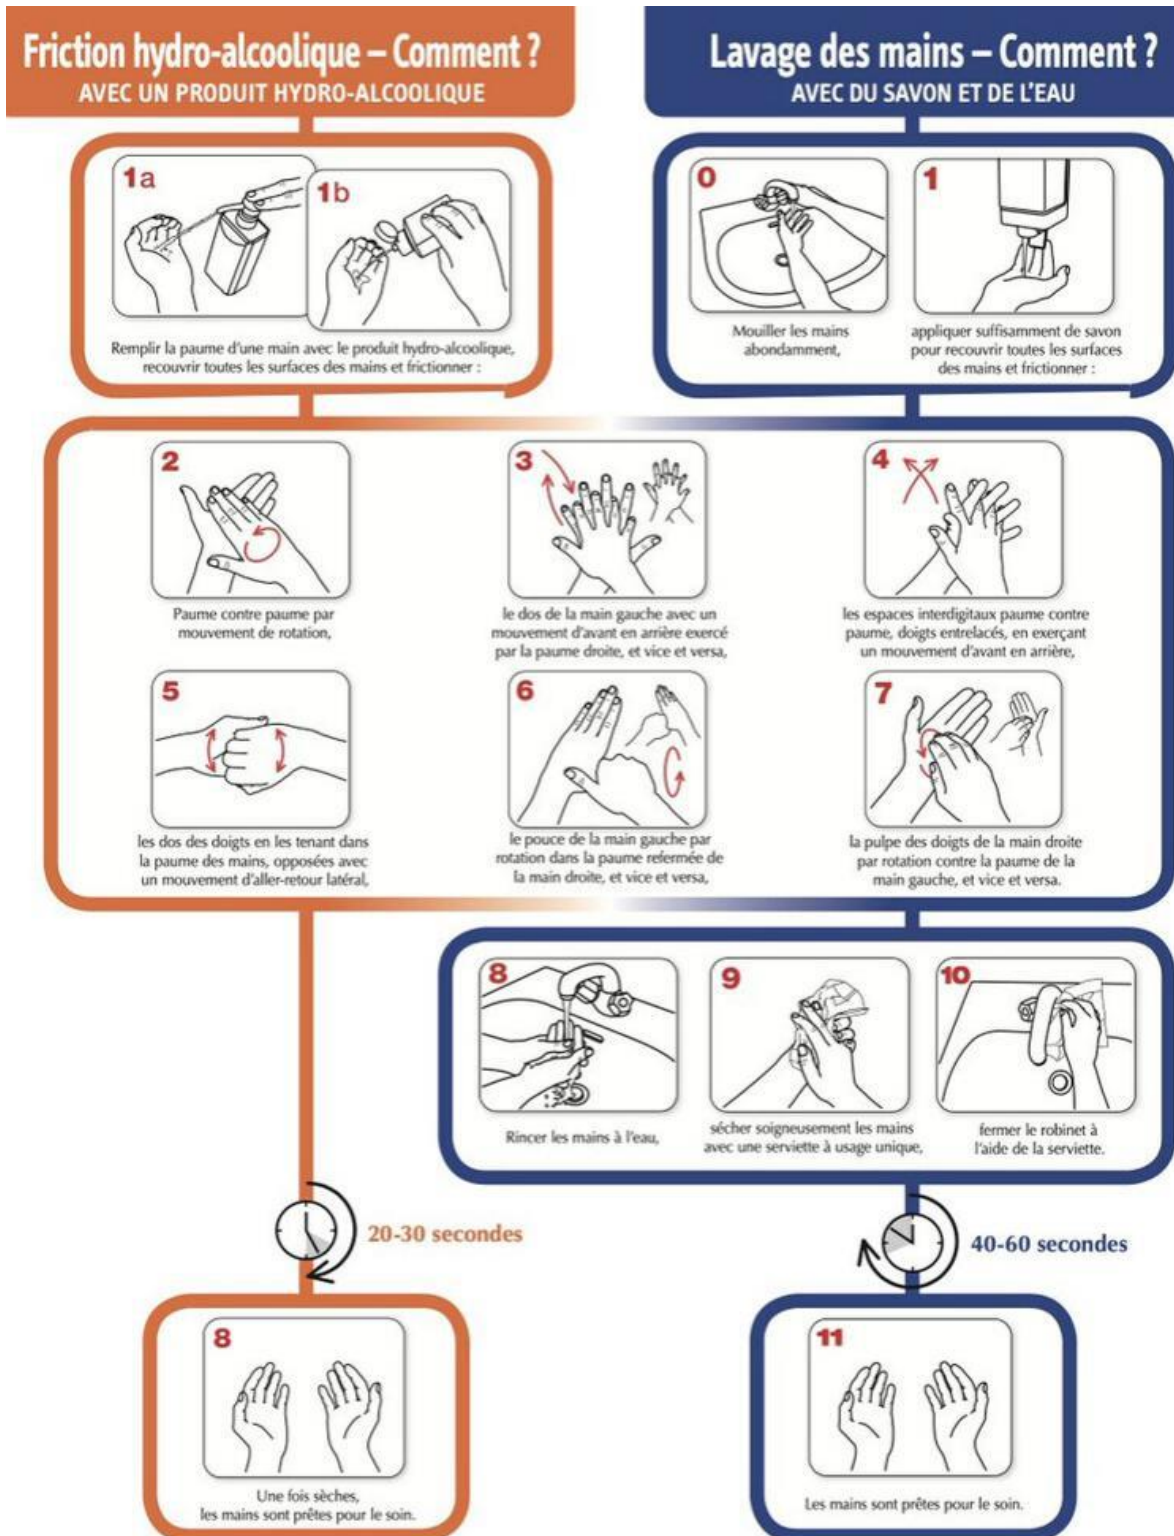 Friction hydro-alcoolique – Comment ?
AVEC UN PRODUIT HYDRO-ALCOOLIQUE
Lavage des mains – Comment ?
AVEC DU SAVON ET DE L'EAU
1a
1b
Remplir la paume d'une main avec le produit hydro-alcoolique,
recouvrir toutes les surfaces des mains et frictionner :
0
Mouiller les mains
abondamment,
1
appliquer suffisamment de savon
pour recouvrir toutes les surfaces
des mains et frictionner :
2
Paume contre paume par
mouvement de rotation,
3
le dos de la main gauche avec un
mouvement d'avant en arrière exercé
par la paume droite, et vice et versa,
4
les espaces interdigitaux paume contre
paume, doigts entrelacés, en exerçant
un mouvement d'avant en arrière,
5
les dos des doigts en les tenant dans
la paume des mains, opposées avec
un mouvement d'aller-retour latéral,
6
le pouce de la main gauche par
rotation dans la paume refermée de
la main droite, et vice et versa,
7
la pulpe des doigts de la main droite
par rotation contre la paume de la
main gauche, et vice et versa.
8
Rincer les mains à l'eau,
9
sécher soigneusement les mains
avec une serviette à usage unique,
10
fermer le robinet à
l'aide de la serviette.
20-30 secondes
40-60 secondes
8
Une fois sèches,
les mains sont prêtes pour le soin.
11
Les mains sont prêtes pour le soin.